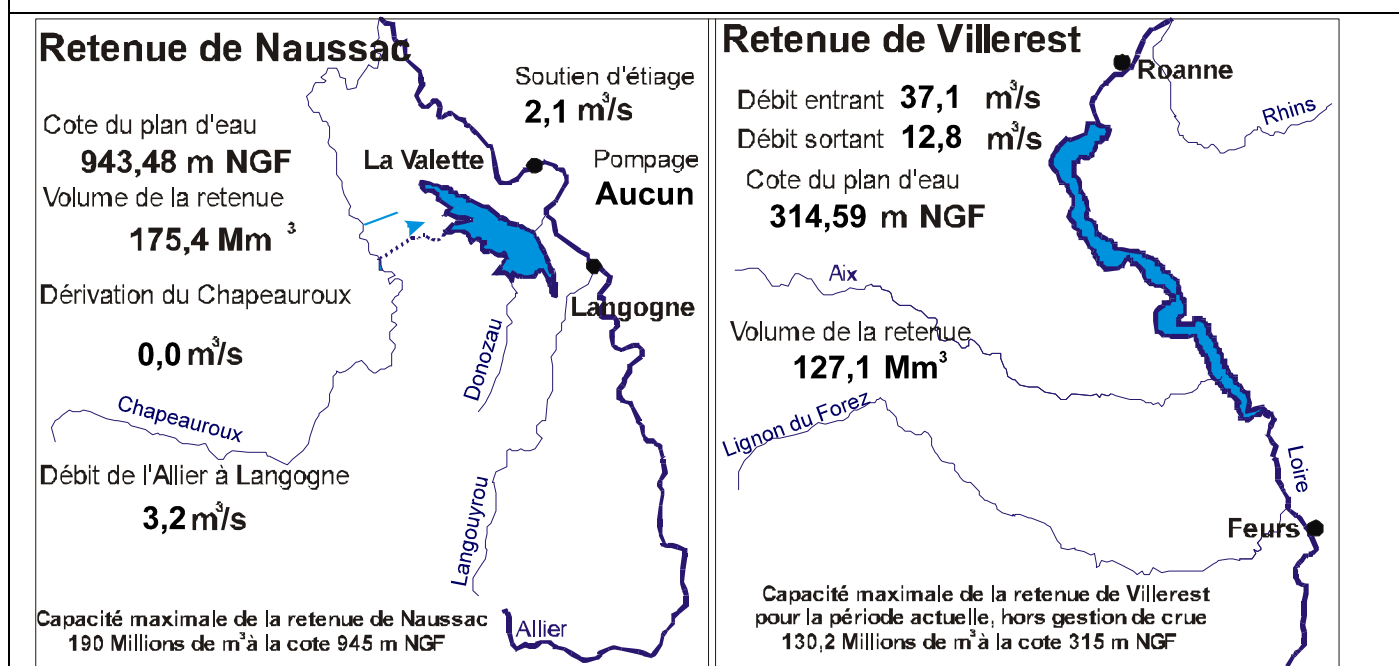 Retenue de Naussac
Soutien d'étiage
2,1 m³/s
Cote du plan d'eau
943,48 m NGF
La Valette
Pompage
Aucun
Volume de la retenue
175,4 Mm³
Dérivation du Chapeauroux
0,0 m³/s
Langogne
Donozau
Chapeauroux
Débit de l'Allier à Langogne
3,2 m³/s
Langouyrou
Allier
Capacité maximale de la retenue de Naussac
190 Millions de m³ à la cote 945 m NGF
Retenue de Villerest
Roanne
Débit entrant 37,1 m³/s
Rhins
Débit sortant 12,8 m³/s
Cote du plan d'eau
314,59 m NGF
Aix
Volume de la retenue
127,1 Mm³
Lignon du Forez
Loire
Feurs
Capacité maximale de la retenue de Villerest
pour la période actuelle, hors gestion de crue
130,2 Millions de m³ à la cote 315 m NGF